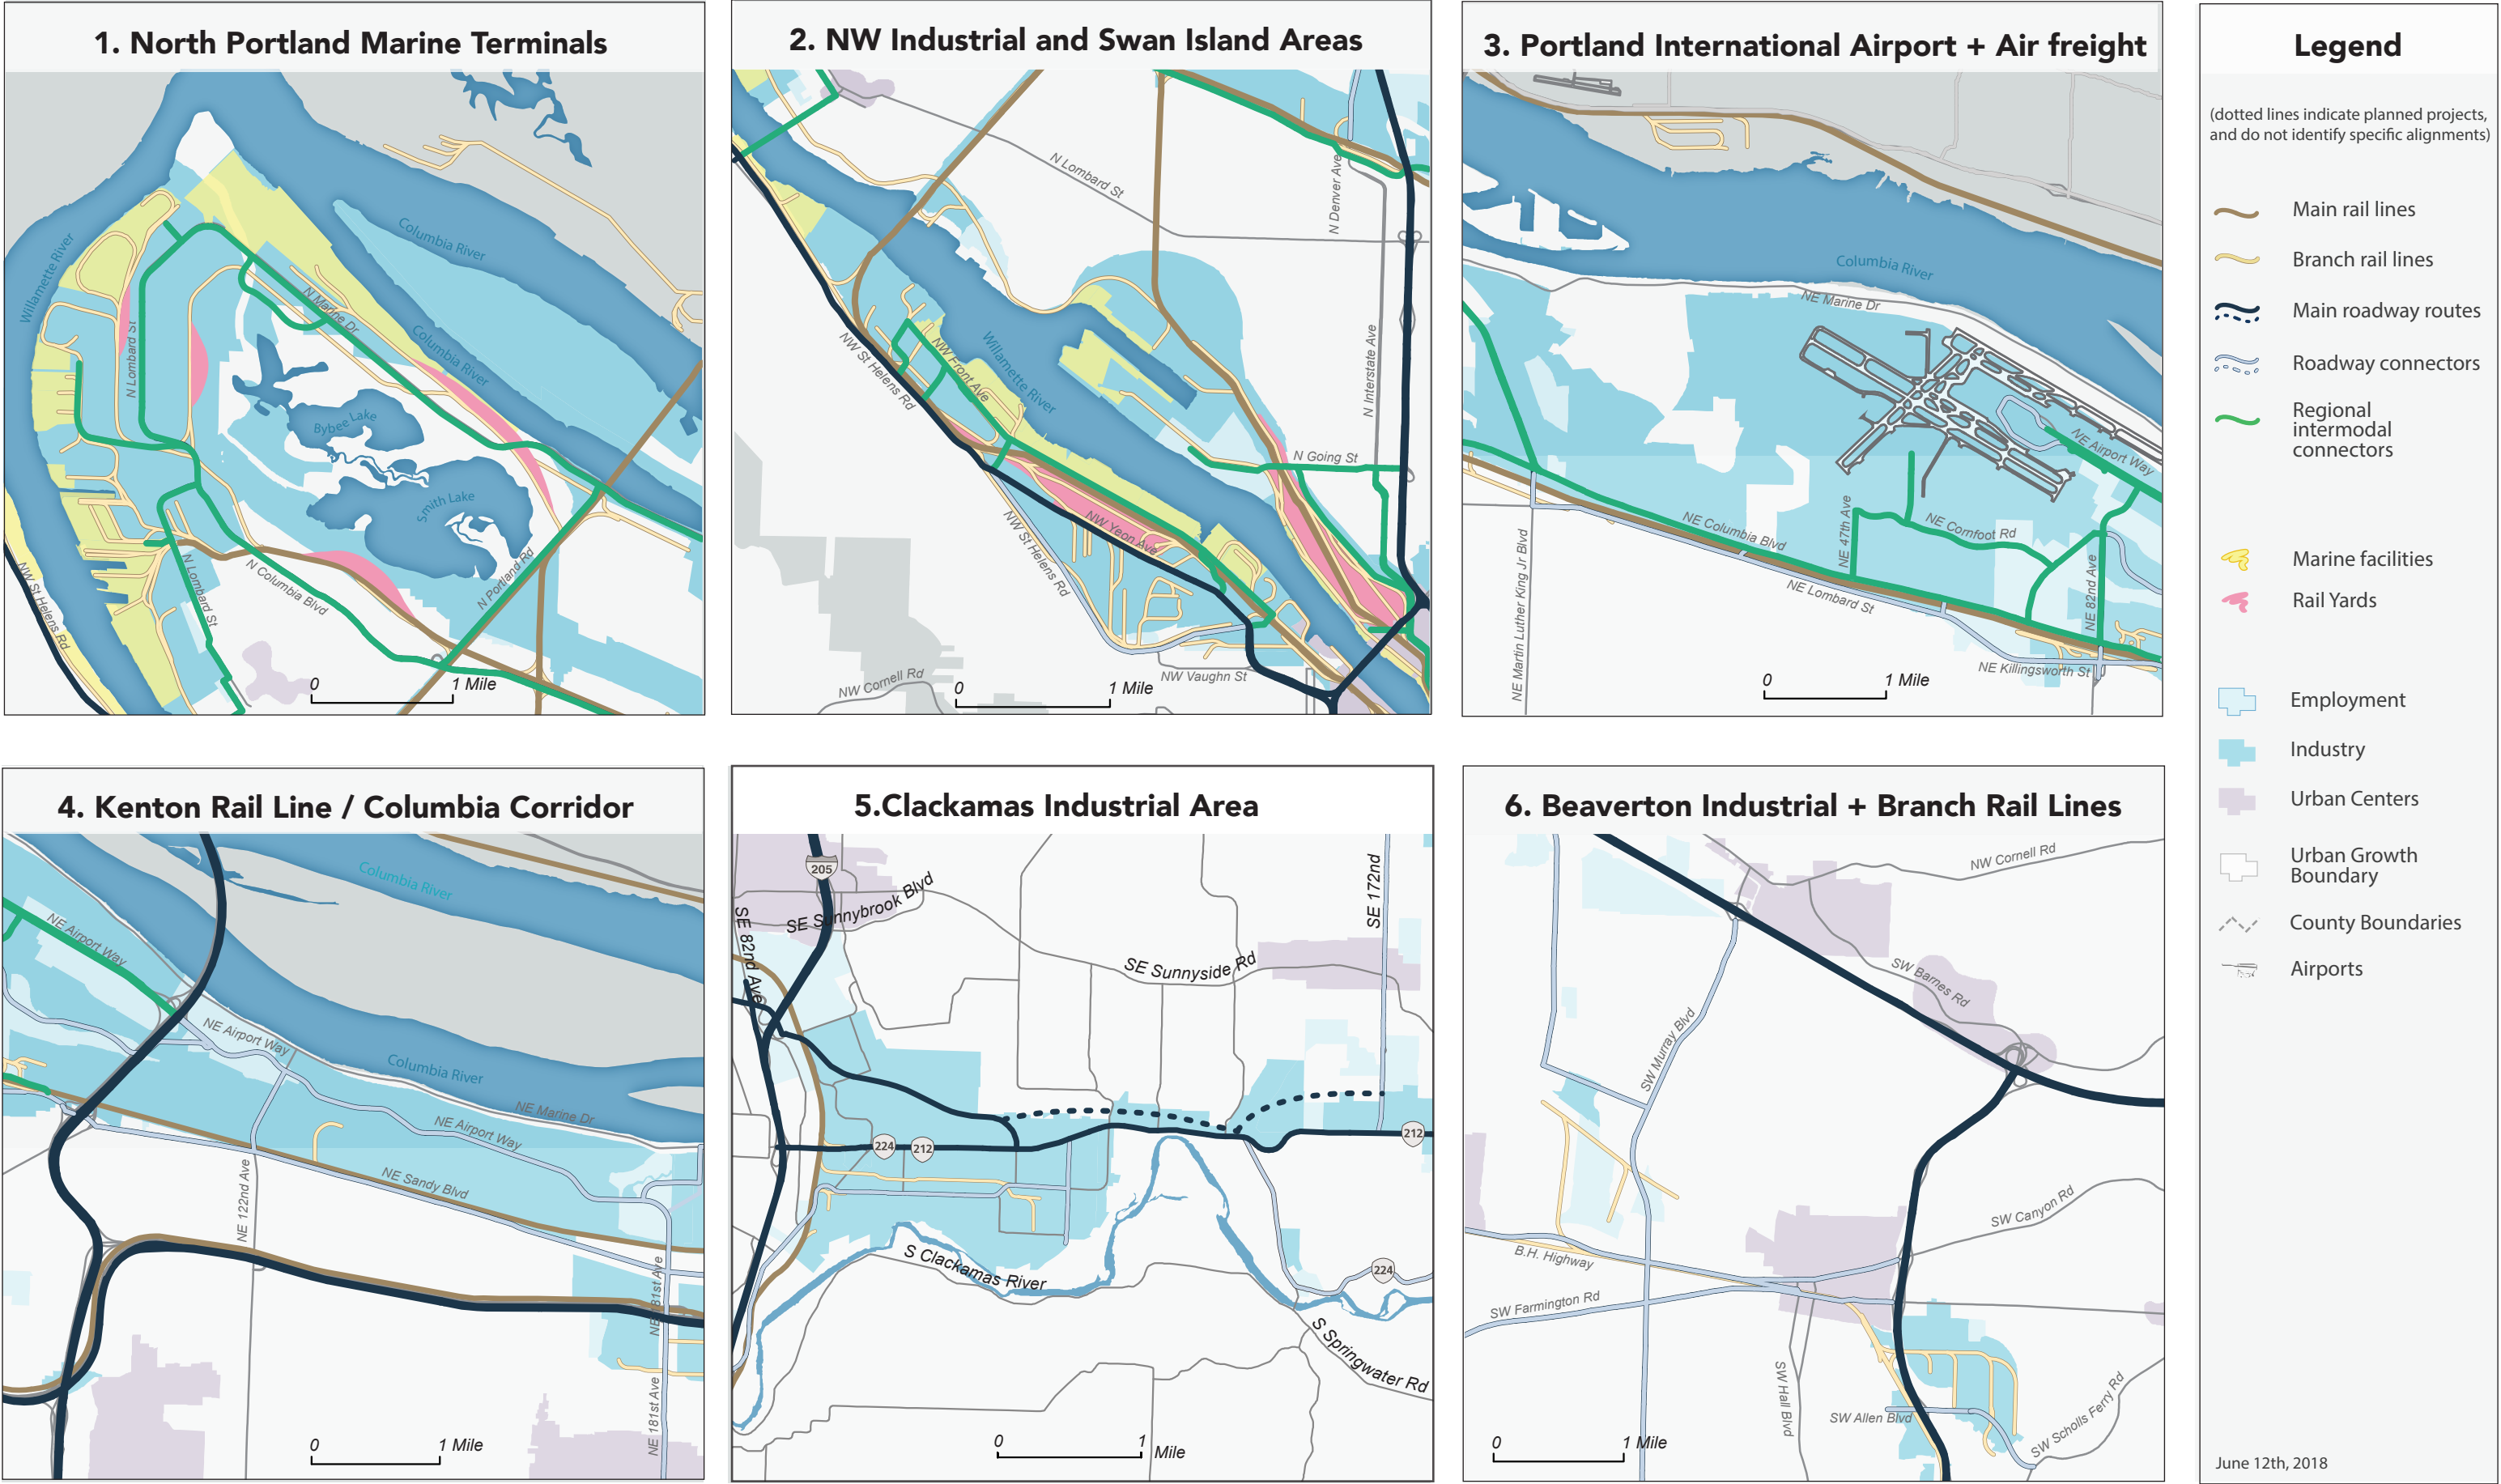 1. North Portland Marine Terminals
Columbia River
Willamette River
N Marine Dr
N Lombard St
Columbia River
Bybee Lake
Smith Lake
N Portland Rd
N Lombard St
N Columbia Blvd
NW St Helens Rd
0 1 Mile
2. NW Industrial and Swan Island Areas
N Lombard St
N Denver Ave
NW St Helens Rd
NW Front Ave
Willamette River
N Interstate Ave
N Going St
NW Yeon Ave
NW St Helens Rd
NW Cornell Rd
NW Vaughn St
0 1 Mile
3. Portland International Airport + Air freight
Columbia River
NE Marine Dr
NE Airport Way
NE Columbia Blvd
NE 47th Ave
NE Cornfoot Rd
NE Martin Luther King Jr Blvd
NE Lombard St
NE 82nd Ave
NE Killingsworth St
0 1 Mile
4. Kenton Rail Line / Columbia Corridor
Columbia River
NE Airport Way
NE Airport Way
Columbia River
NE Marine Dr
NE Airport Way
NE 122nd Ave
NE Sandy Blvd
NE 181st Ave
NE 181st Ave
0 1 Mile
5.Clackamas Industrial Area
205
SE Sunnybrook Blvd
SE 82nd Ave
SE 172nd
SE Sunnyside Rd
224
212
212
S Clackamas River
224
S Springwater Rd
0 1 Mile
6. Beaverton Industrial + Branch Rail Lines
NW Cornell Rd
SW Barnes Rd
SW Murray Blvd
SW Canyon Rd
B.H. Highway
SW Farmington Rd
SW Hall Blvd
SW Allen Blvd
SW Scholls Ferry Rd
0 1 Mile
Legend
(dotted lines indicate planned projects,
and do not identify specific alignments)
Main rail lines
Branch rail lines
Main roadway routes
Roadway connectors
Regional
intermodal
connectors
Marine facilities
Rail Yards
Employment
Industry
Urban Centers
Urban Growth
Boundary
County Boundaries
Airports
June 12th, 2018